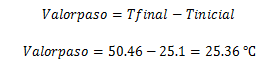 Valorpaso = Tfinal − Tinicial
Valorpaso = 50.46 − 25.1 = 25.36 ℃